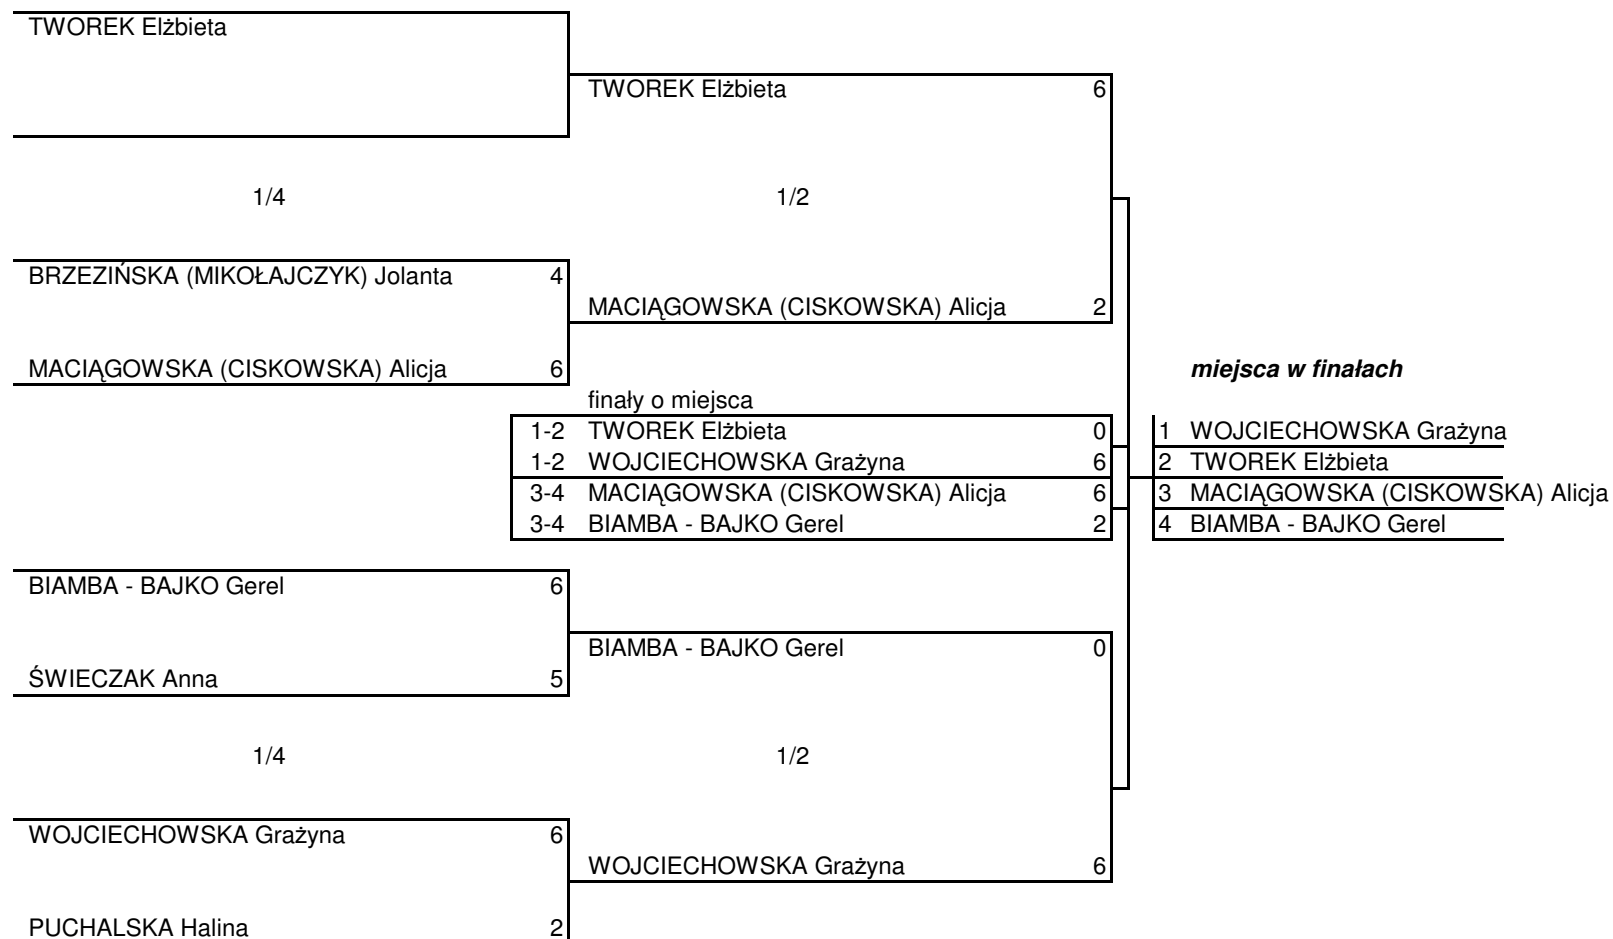 TWOREK Elżbieta
TWOREK Elżbieta 6
1/4 1/2
BRZEZIŃSKA (MIKOŁAJCZYK) Jolanta 4
MACIĄGOWSKA (CISKOWSKA) Alicja 2
MACIĄGOWSKA (CISKOWSKA) Alicja 6 miejsca w finałach
finały o miejsca
1-2 TWOREK Elżbieta 0 1 WOJCIECHOWSKA Grażyna
1-2 WOJCIECHOWSKA Grażyna 6 2 TWOREK Elżbieta
3-4 MACIĄGOWSKA (CISKOWSKA) Alicja 6 3 MACIĄGOWSKA (CISKOWSKA) Alicja
3-4 BIAMBA - BAJKO Gerel 2 4 BIAMBA - BAJKO Gerel
BIAMBA - BAJKO Gerel 6
BIAMBA - BAJKO Gerel 0
ŚWIECZAK Anna 5
1/4 1/2
WOJCIECHOWSKA Grażyna 6
WOJCIECHOWSKA Grażyna 6
PUCHALSKA Halina 2